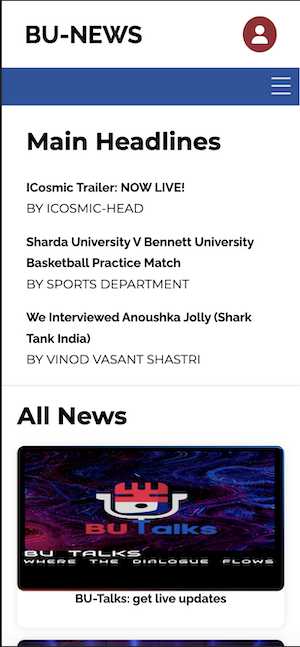 BU-NEWS
Main Headlines
ICosmic Trailer: NOW LIVE!
BY ICOSMIC-HEAD
Sharda University V Bennett University
Basketball Practice Match
BY SPORTS DEPARTMENT
We Interviewed Anoushka Jolly (Shark
Tank India)
BY VINOD VASANT SHASTRI
All News
BU Talks
BU TALKS
WHERE THE DIALOGUE FLOWS
BU-Talks: get live updates